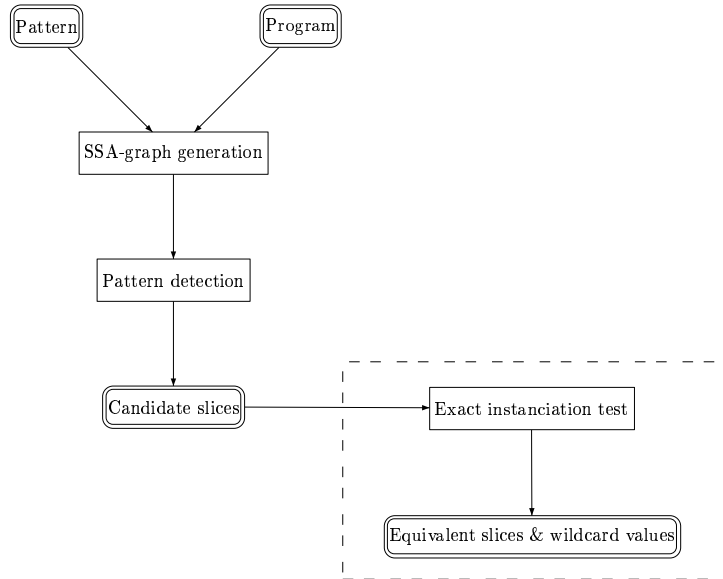 Pattern
Program
SSA-graph generation
Pattern detection
Candidate slices
Exact instanciation test
Equivalent slices & wildcard values